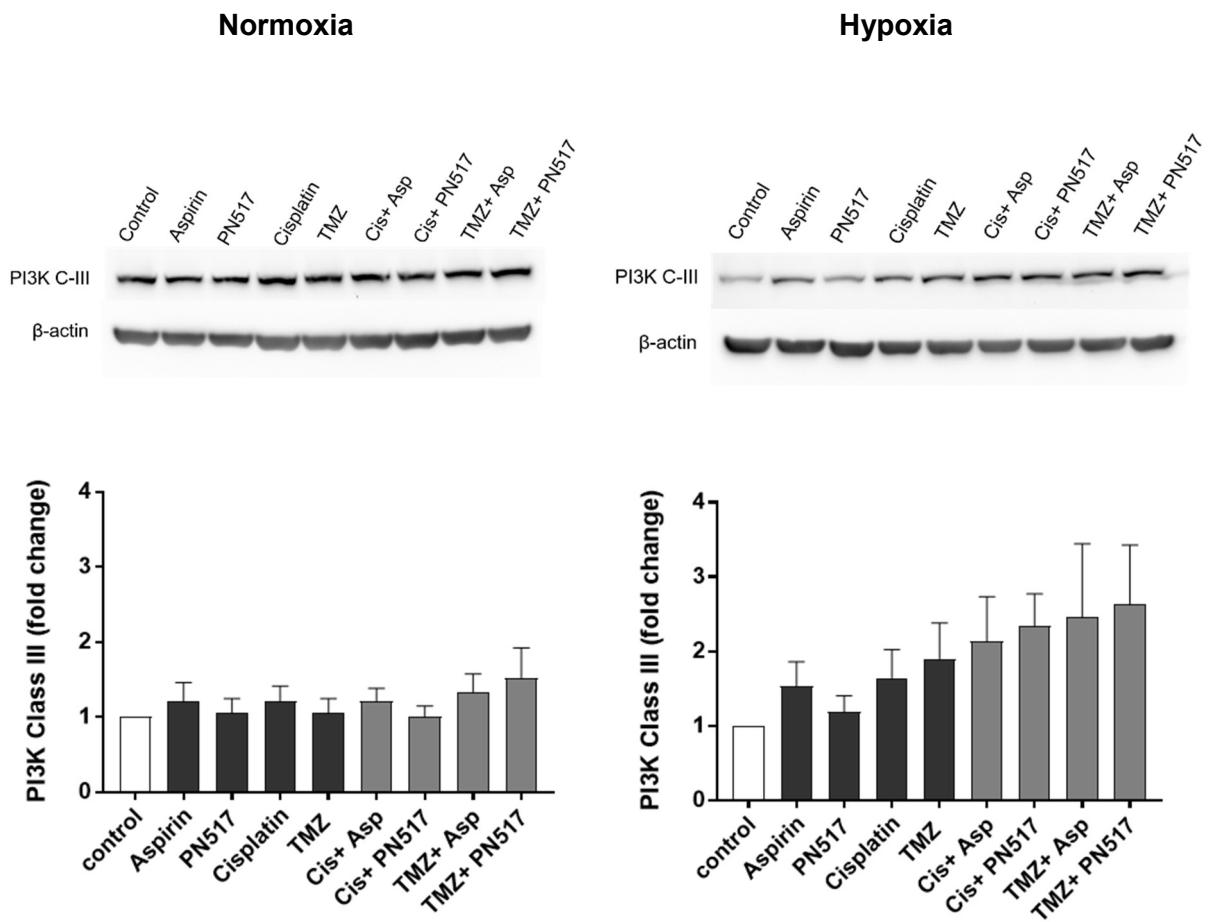 Normoxia
Hypoxia
Control
Aspirin
PN517
Cisplatin
TMZ
Cis+ Asp
Cis+ PN517
TMZ+ Asp
TMZ+ PN517
PI3K C-III
β-actin
Control
Aspirin
PN517
Cisplatin
TMZ
Cis+ Asp
Cis+ PN517
TMZ+ Asp
TMZ+ PN517
PI3K C-III
β-actin
PI3K Class III (fold change)
4
3
2
1
0
control
Aspirin
PN517
Cisplatin
TMZ
Cis+ Asp
Cis+ PN517
TMZ+ Asp
TMZ+ PN517
PI3K Class III (fold change)
4
3
2
1
0
control
Aspirin
PN517
Cisplatin
TMZ
Cis+ Asp
Cis+ PN517
TMZ+ Asp
TMZ+ PN517